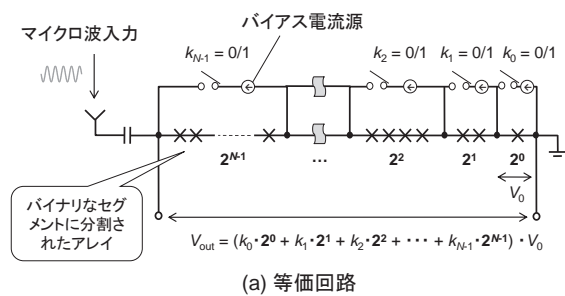 マイクロ波入力
バイアス電流源
k_{N-1} = 0/1
k_2 = 0/1
k_1 = 0/1
k_0 = 0/1
2^{N-1}
...
2^2
2^1
2^0
V_0
バイナリなセグ
メントに分割さ
れたアレイ
V_{out} = (k_0·2^0 + k_1·2^1 + k_2·2^2 + ··· + k_{N-1}·2^{N-1})·V_0
(a) 等価回路